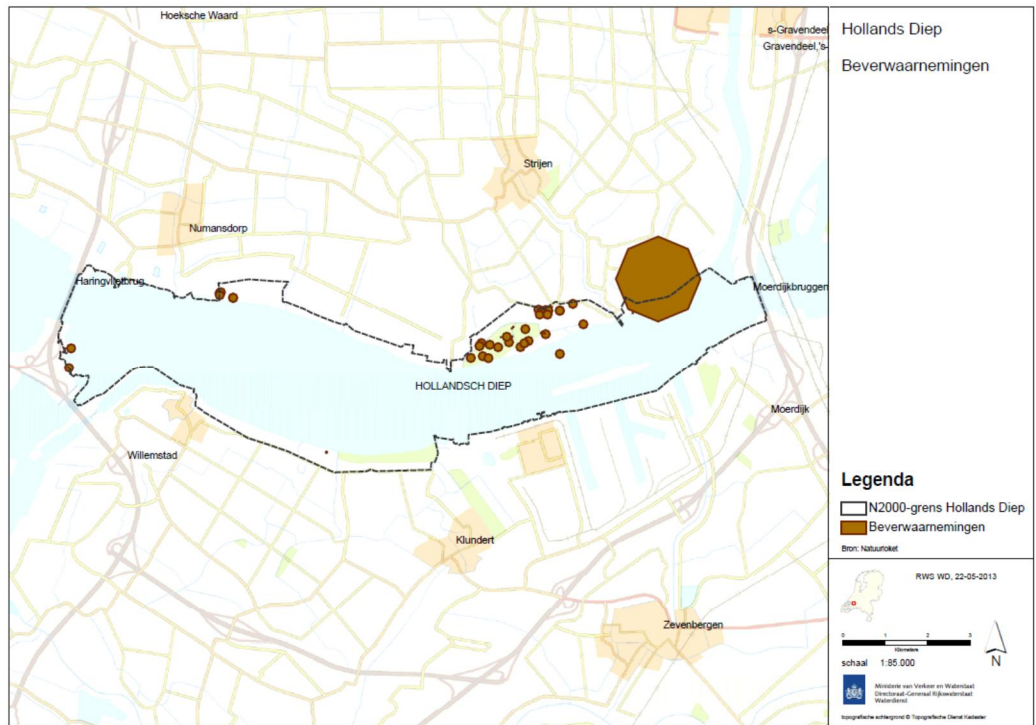 Hoeksche Waard
s-Gravendeel
Gravendeel,'s-
Strijen
Numansdorp
Haringvlietbrug
Moerdijkbruggen
HOLLANDSCH DIEP
Moerdijk
Willemstad
Klundert
Zevenbergen
Hollands Diep
Beverwaarnemingen
Legenda
N2000-grens Hollands Diep
Beverwaarnemingen
Bron: Natuurloket
RWS WD, 22-05-2013
0 1 2 3
Kilometers
schaal 1:85.000
N
Ministerie van Verkeer en Waterstaat
Directoraat-Generaal Rijkswaterstaat
Waterdienst
topografische achtergrond © Topografische Dienst Kadaster